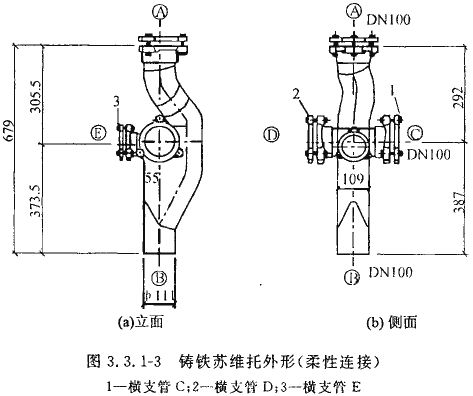 A
DN100
A
305.5
679
373.5
3
E
55
B
φ111
(a)立面
292
387
2
1
D
C
DN100
109
B
DN100
(b) 侧面
图 3.3.1-3 铸铁苏维托外形(柔性连接)
1—横支管 C;2—横支管 D;3—横支管 E